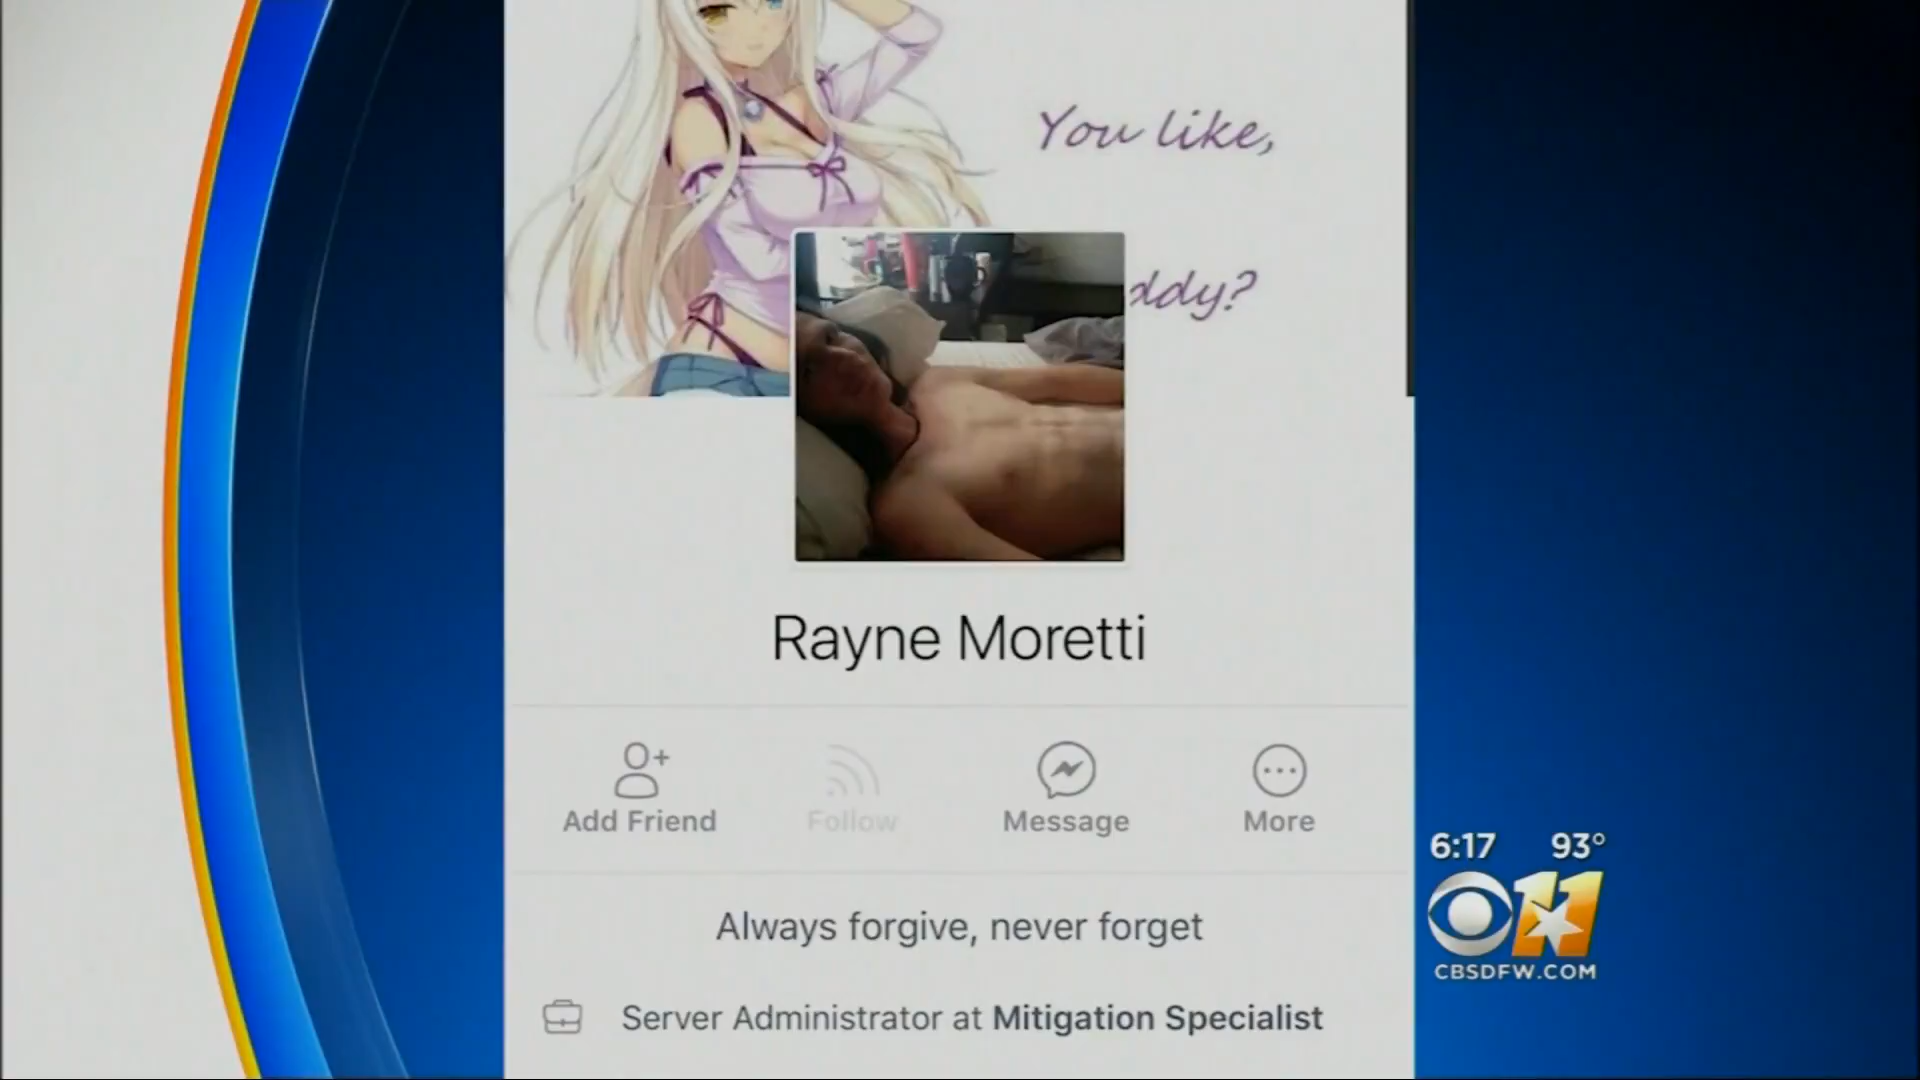 You like,
ddy?
Rayne Moretti
Add Friend
Follow
Message
More
Always forgive, never forget
Server Administrator at Mitigation Specialist
6:17 93°
11
CBSDFW.COM